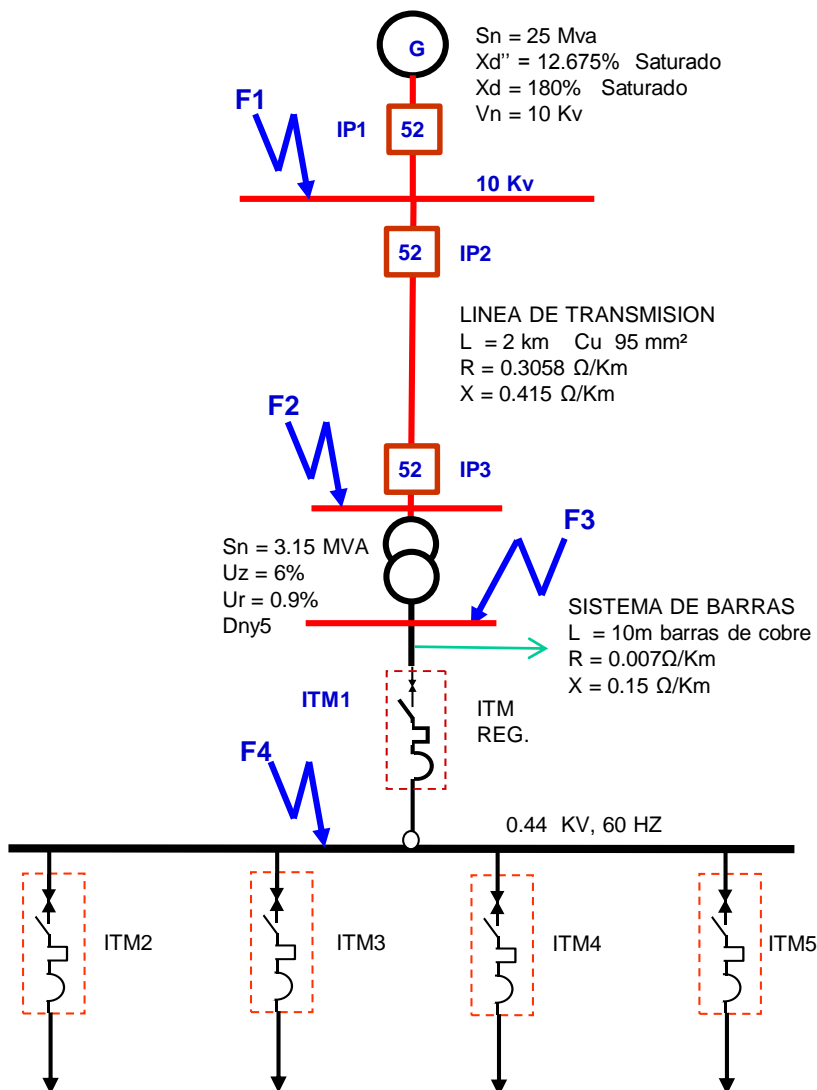 G
Sn = 25 Mva
Xd'' = 12.675% Saturado
Xd = 180% Saturado
Vn = 10 Kv
F1
IP1
52
10 Kv
52
IP2
LINEA DE TRANSMISION
L = 2 km Cu 95 mm²
R = 0.3058 Ω/Km
X = 0.415 Ω/Km
F2
52
IP3
F3
Sn = 3.15 MVA
Uz = 6%
Ur = 0.9%
Dny5
SISTEMA DE BARRAS
L = 10m barras de cobre
R = 0.007Ω/Km
X = 0.15 Ω/Km
ITM1
ITM
REG.
F4
0.44 KV, 60 HZ
ITM2
ITM3
ITM4
ITM5